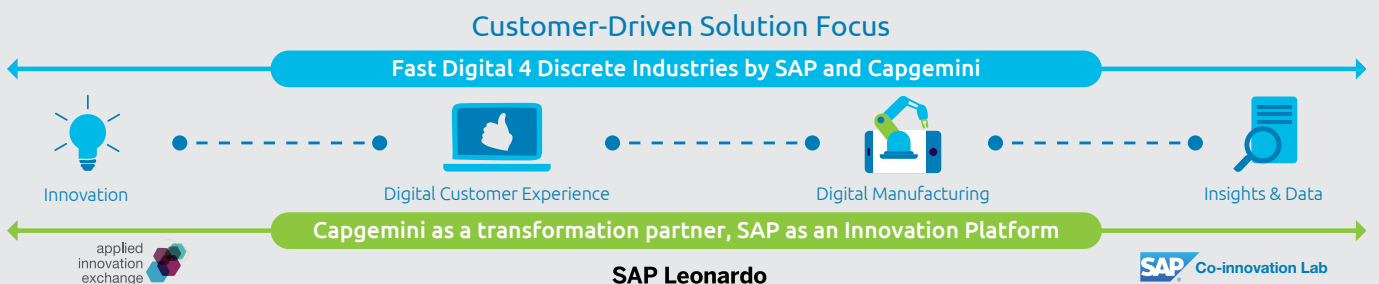 Customer-Driven Solution Focus
Fast Digital 4 Discrete Industries by SAP and Capgemini
Innovation
Digital Customer Experience
Digital Manufacturing
Insights & Data
Capgemini as a transformation partner, SAP as an Innovation Platform
applied
innovation
exchange
SAP Leonardo
SAP Co-innovation Lab